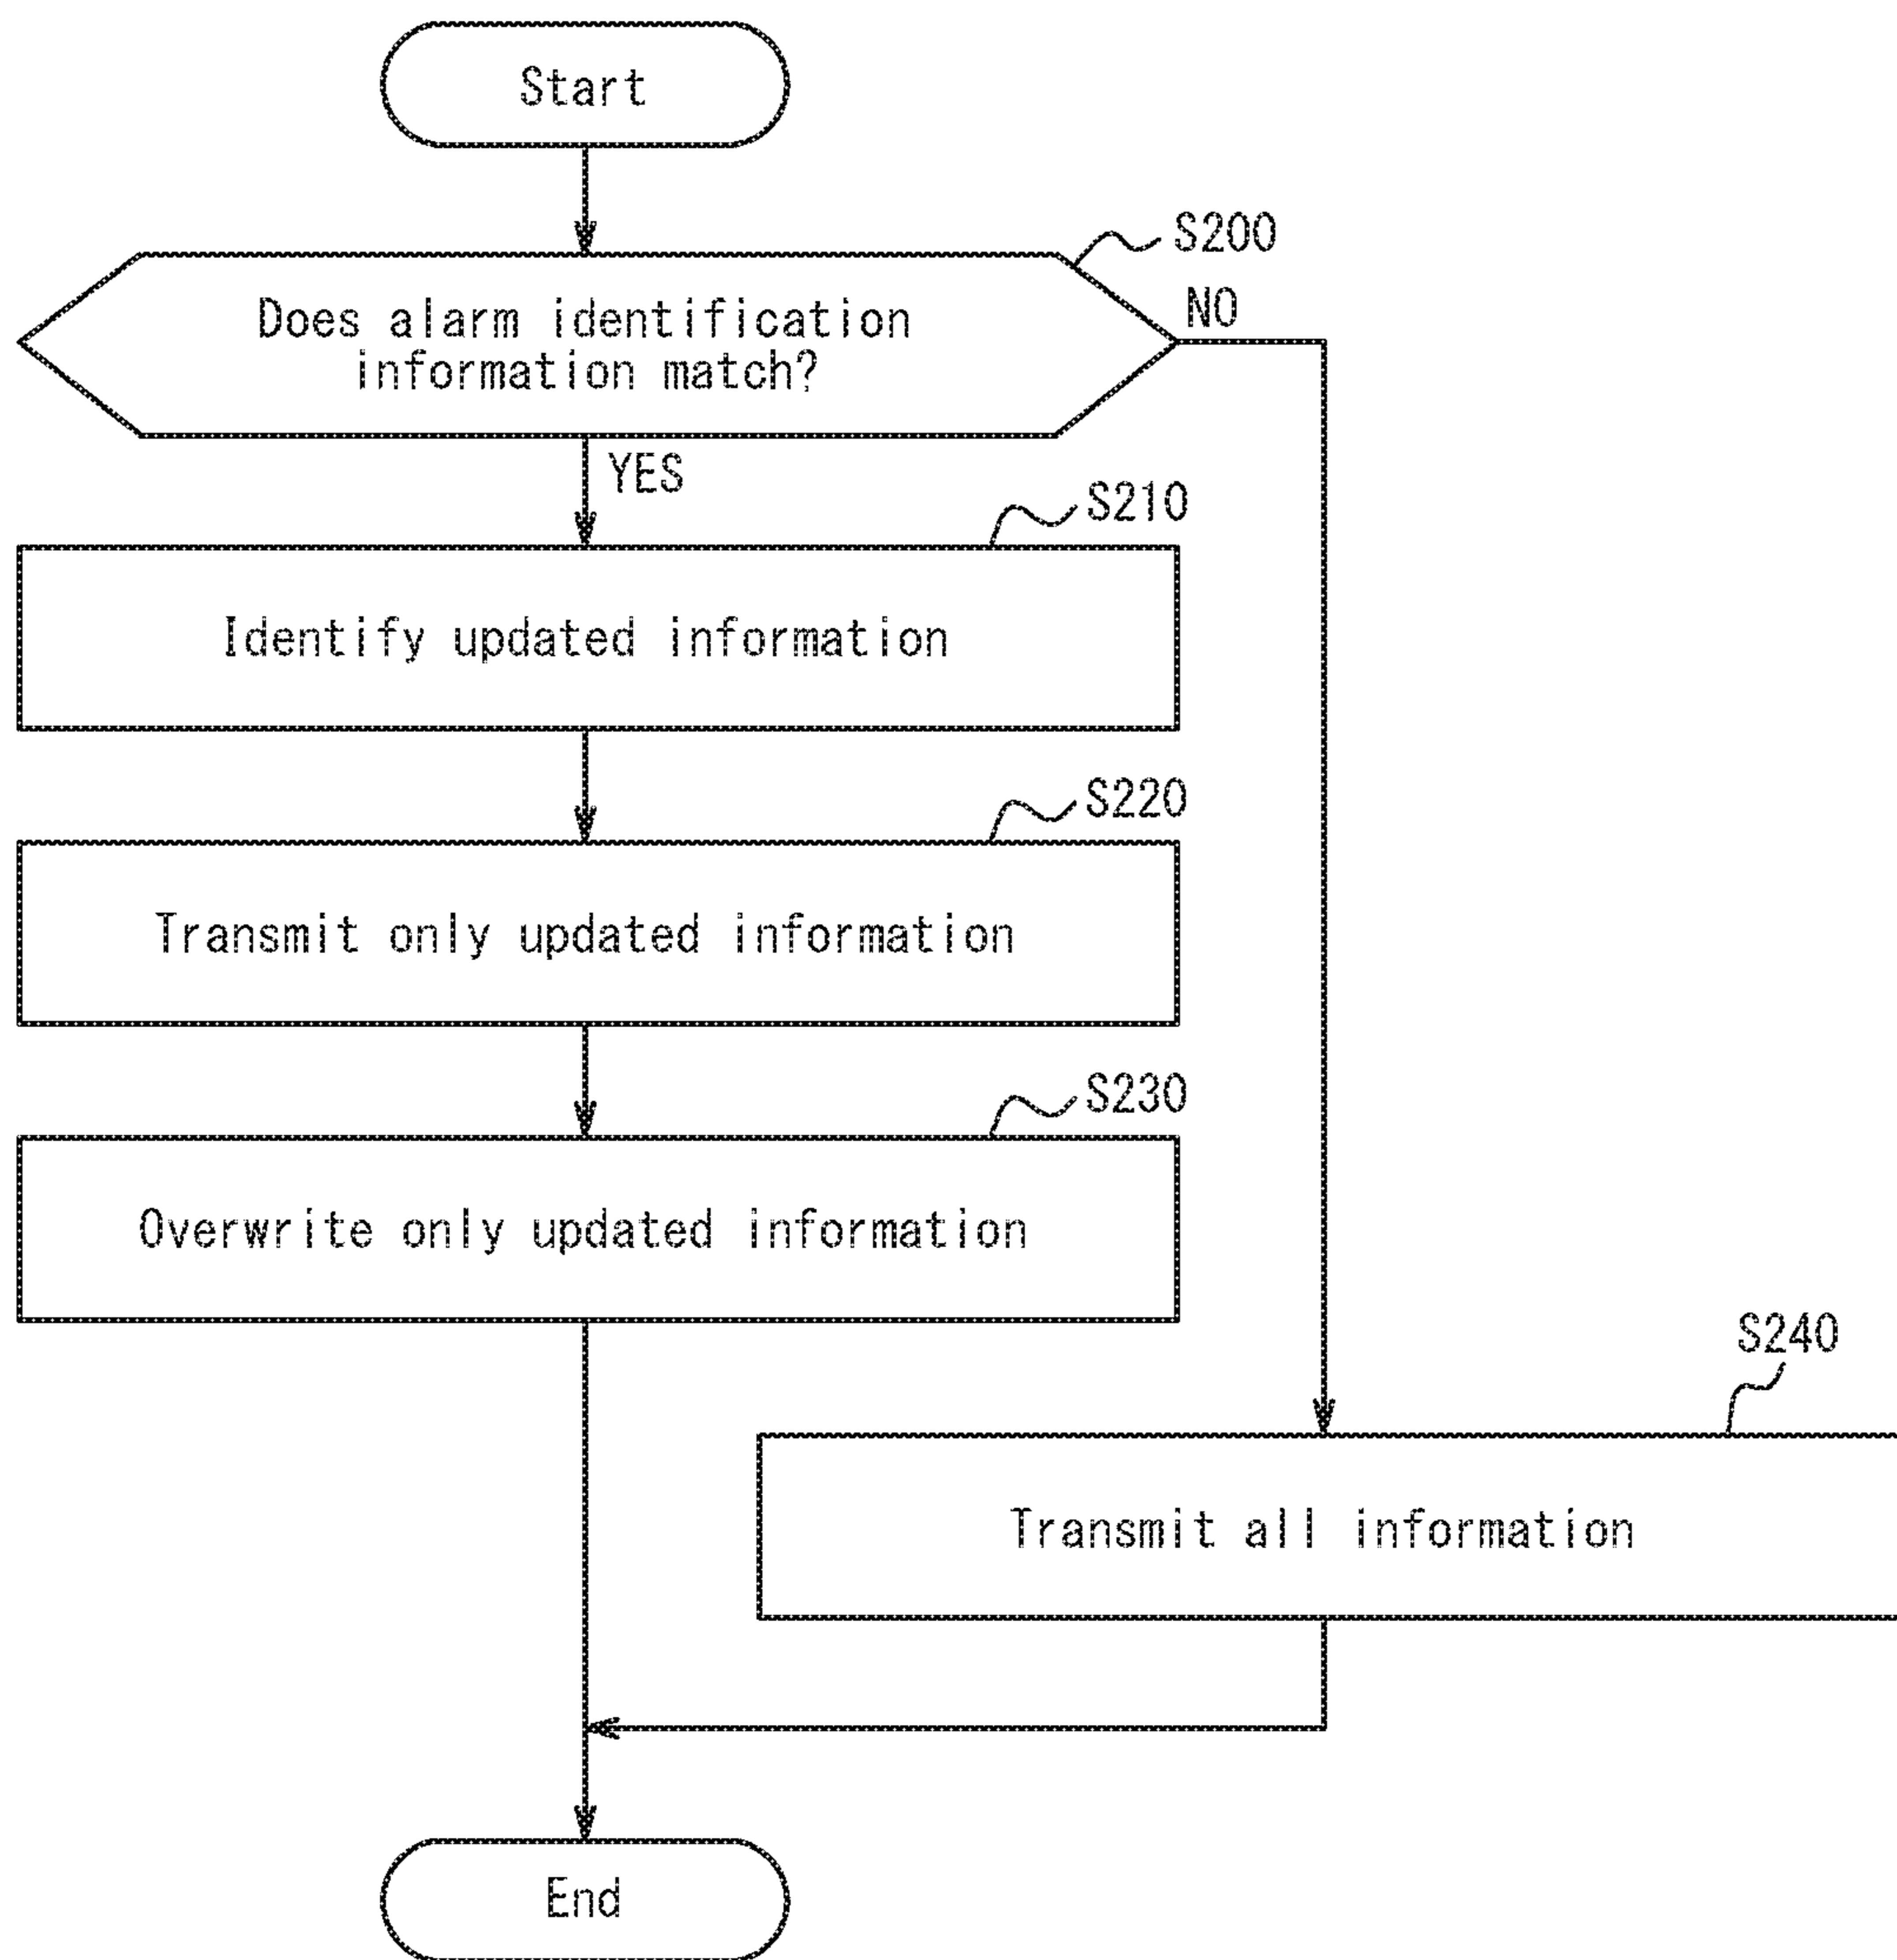 Start
S200
Does alarm identification
information match?
NO
YES
S210
Identify updated information
S220
Transmit only updated information
S230
Overwrite only updated information
S240
Transmit all information
End